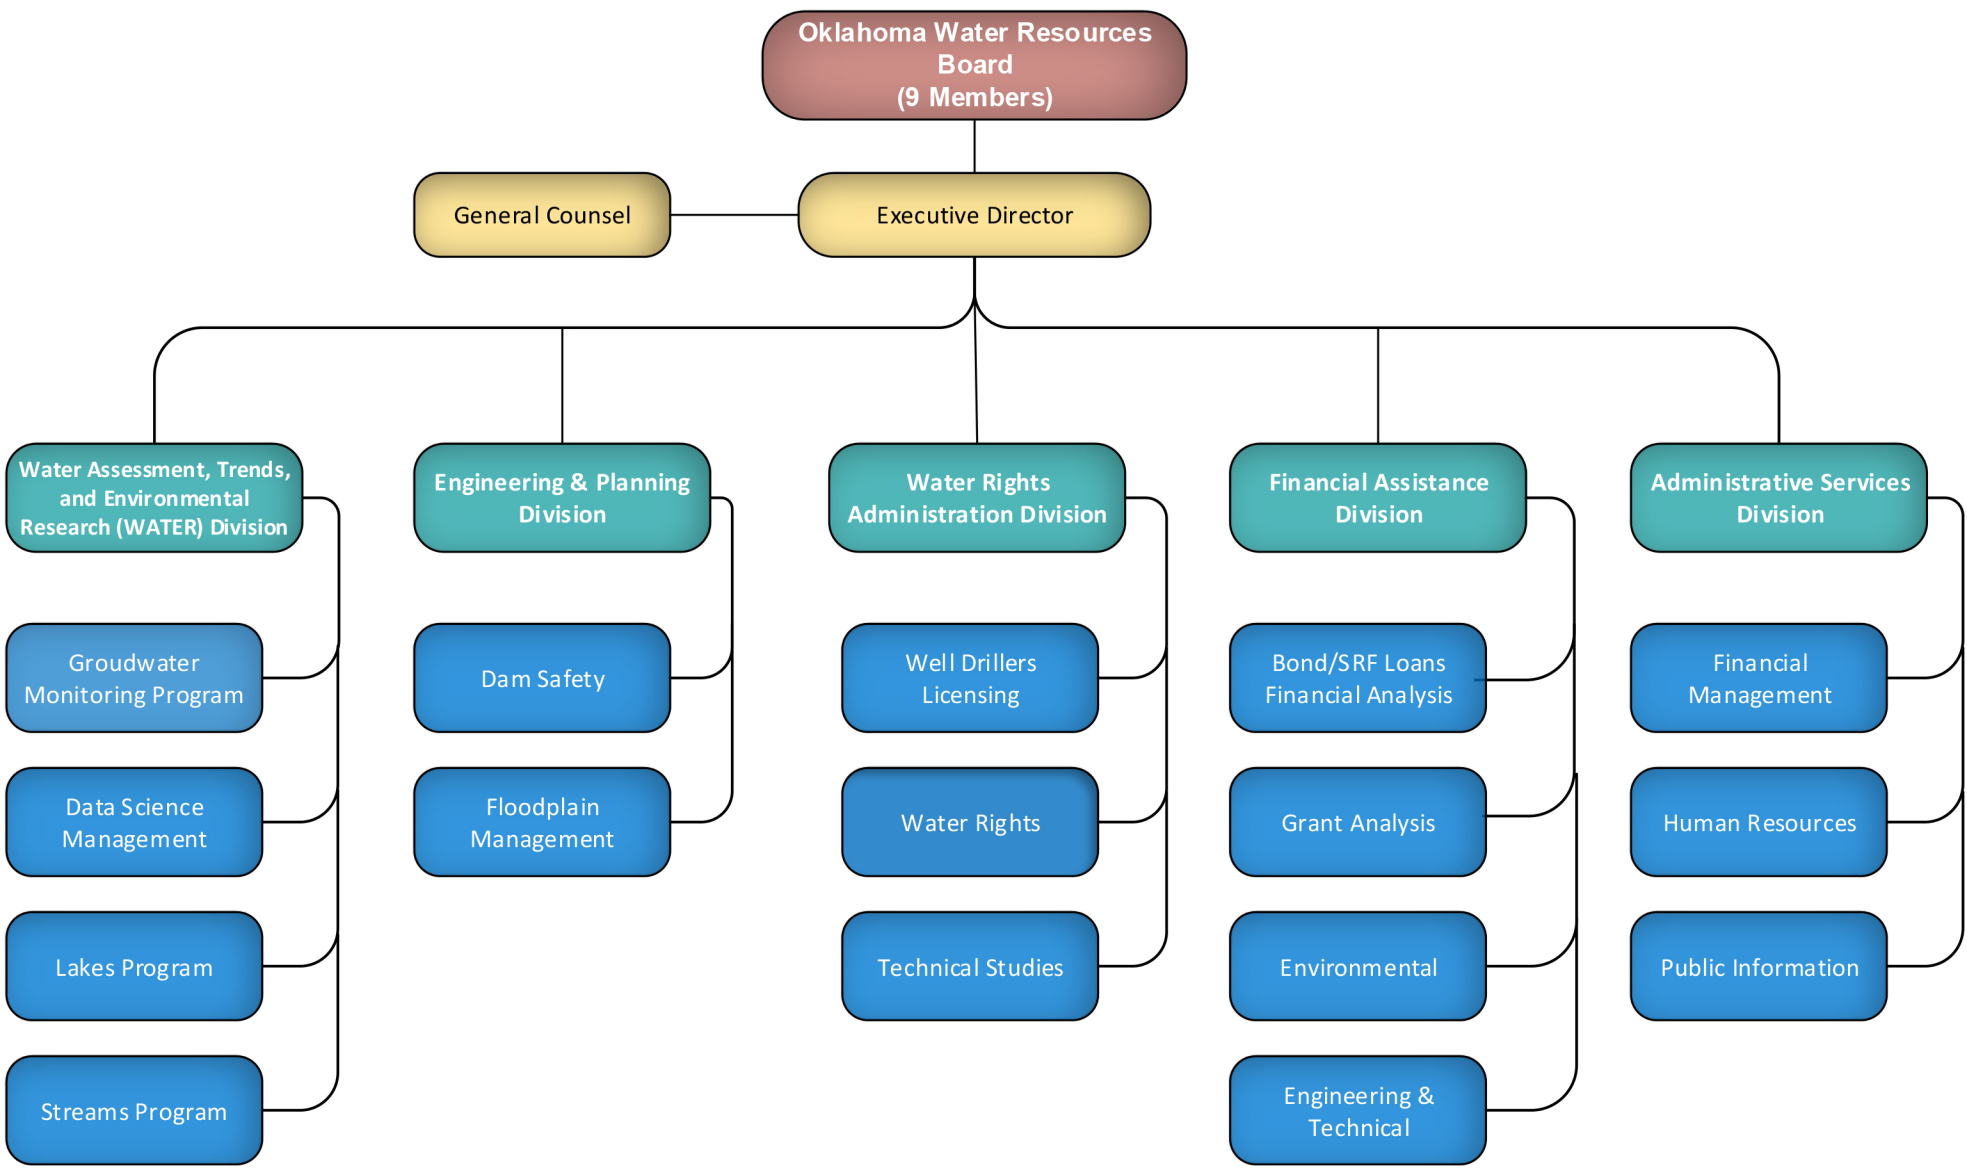 Oklahoma Water Resources
Board
(9 Members)
General Counsel
Executive Director
Water Assessment, Trends,
and Environmental
Research (WATER) Division
Groudwater
Monitoring Program
Data Science
Management
Lakes Program
Streams Program
Engineering & Planning
Division
Dam Safety
Floodplain
Management
Water Rights
Administration Division
Well Drillers
Licensing
Water Rights
Technical Studies
Financial Assistance
Division
Bond/SRF Loans
Financial Analysis
Grant Analysis
Environmental
Engineering &
Technical
Administrative Services
Division
Financial
Management
Human Resources
Public Information